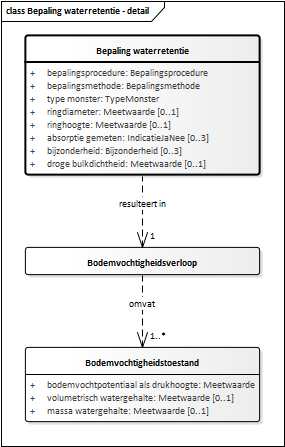 class Bepaling waterretentie - detail
Bepaling waterretentie
+ bepalingsprocedure: Bepalingsprocedure
+ bepalingsmethode: Bepalingsmethode
+ type monster: TypeMonster
+ ringdiameter: Meetwaarde [0..1]
+ ringhoogte: Meetwaarde [0..1]
+ absorptie gemeten: IndicatieJaNee [0..3]
+ bijzonderheid: Bijzonderheid [0..3]
+ droge bulkdichtheid: Meetwaarde [0..1]
resulteert in
1
Bodemvochtigheidsverloop
omvat
1..*
Bodemvochtigheidstoestand
+ bodemvochtpotentiaal als drukhoogte: Meetwaarde
+ volumetrisch watergehalte: Meetwaarde [0..1]
+ massa watergehalte: Meetwaarde [0..1]